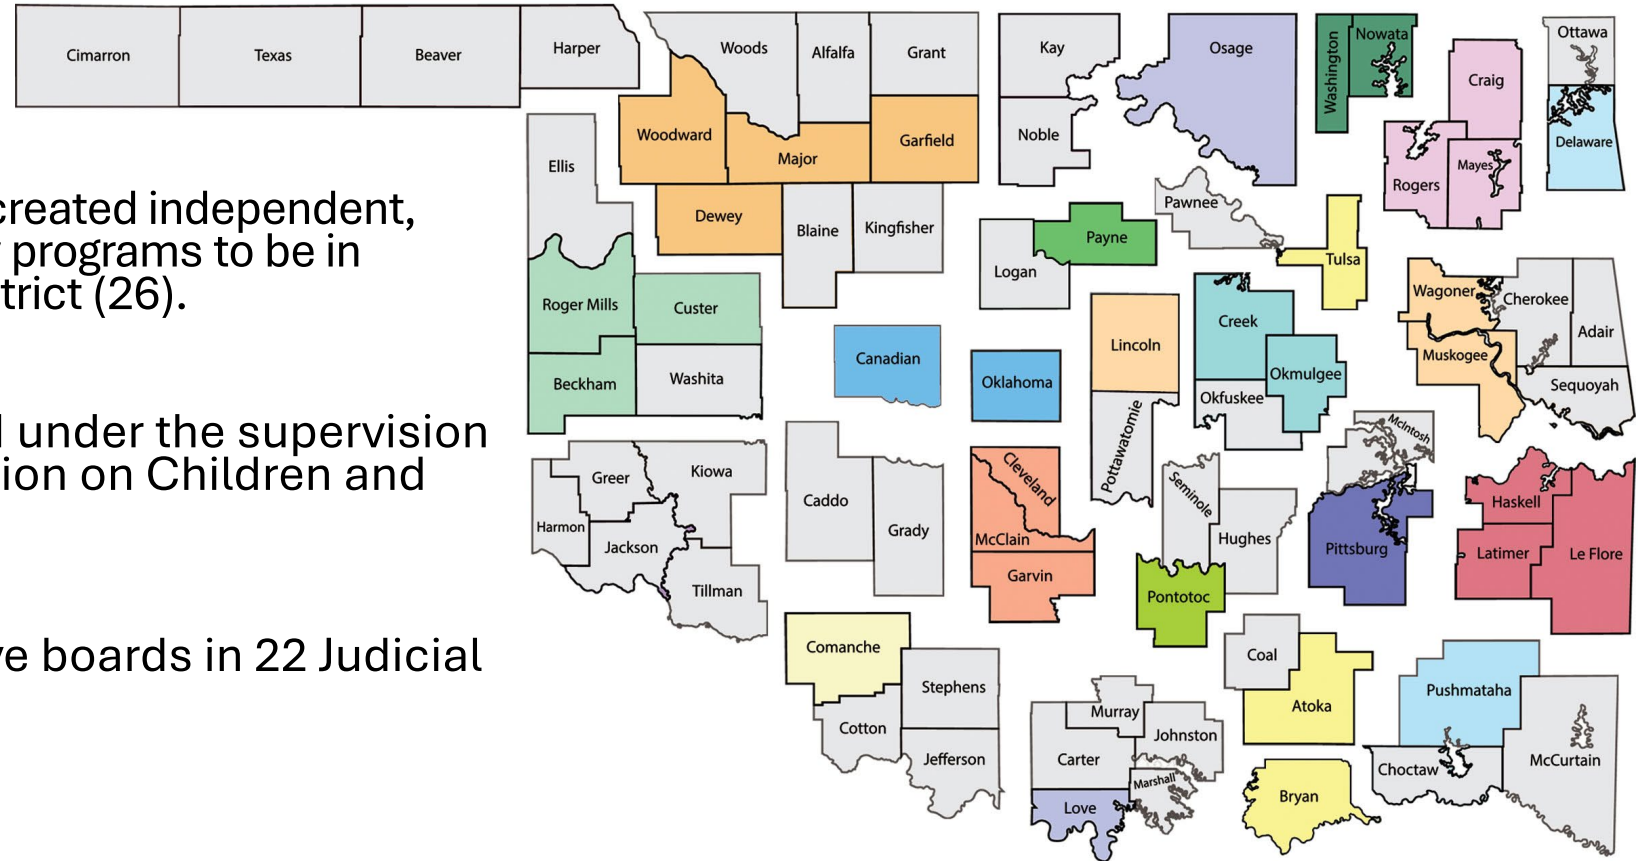 created independent,
programs to be in
trict (26).
under the supervision
ion on Children and
ve boards in 22 Judicial
Cimarron
Texas
Beaver
Harper
Woods
Alfalfa
Grant
Kay
Osage
Washington
Nowata
Craig
Ottawa
Ellis
Woodward
Major
Garfield
Noble
Rogers
Mayes
Delaware
Dewey
Blaine
Kingfisher
Logan
Payne
Pawnee
Tulsa
Roger Mills
Custer
Beckham
Washita
Canadian
Oklahoma
Lincoln
Creek
Okmulgee
Okfuskee
Wagoner
Cherokee
Adair
Muskogee
Sequoyah
Pottawatomie
McIntosh
Greer
Kiowa
Harmon
Jackson
Tillman
Caddo
Grady
Cleveland
McClain
Garvin
Seminole
Hughes
Pontotoc
Pittsburg
Haskell
Latimer
Le Flore
Comanche
Stephens
Cotton
Jefferson
Murray
Carter
Johnston
Marshall
Love
Coal
Atoka
Bryan
Pushmataha
Choctaw
McCurtain